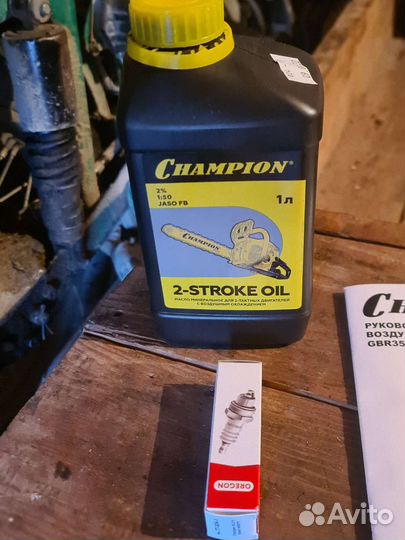 CHAMPION®
2%
1:50
JASO FB
1л
CHAMPION
2-STROKE OIL
МАСЛО МИНЕРАЛЬНОЕ ДЛЯ 2-ТАКТНЫХ ДВИГАТЕЛЕЙ
С ВОЗДУШНЫМ ОХЛАЖДЕНИЕМ
РУКОВО
ВОЗДУ
GBR35
OREGON
Avito